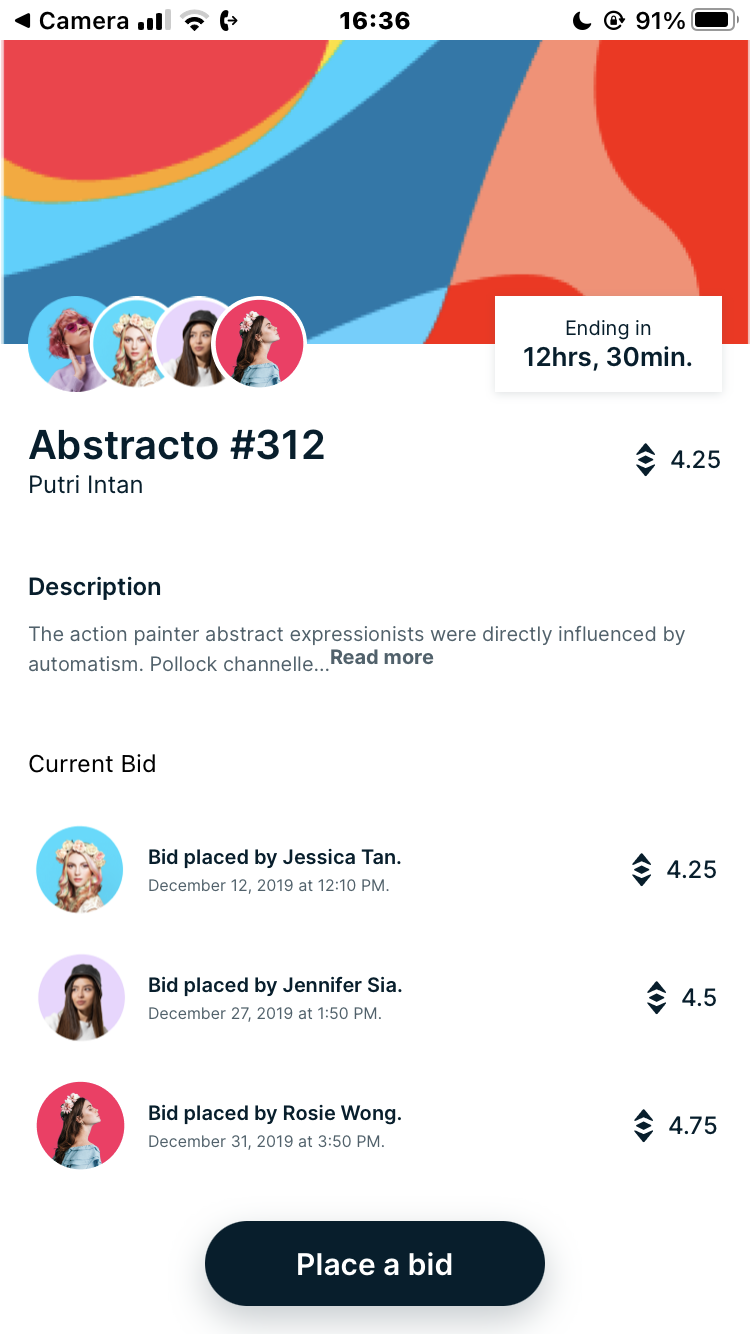 Camera 16:36 91%
Ending in
12hrs, 30min.
Abstracto #312
4.25
Putri Intan
Description
The action painter abstract expressionists were directly influenced by
automatism. Pollock channelle...Read more
Current Bid
Bid placed by Jessica Tan.
December 12, 2019 at 12:10 PM.
4.25
Bid placed by Jennifer Sia.
December 27, 2019 at 1:50 PM.
4.5
Bid placed by Rosie Wong.
December 31, 2019 at 3:50 PM.
4.75
Place a bid